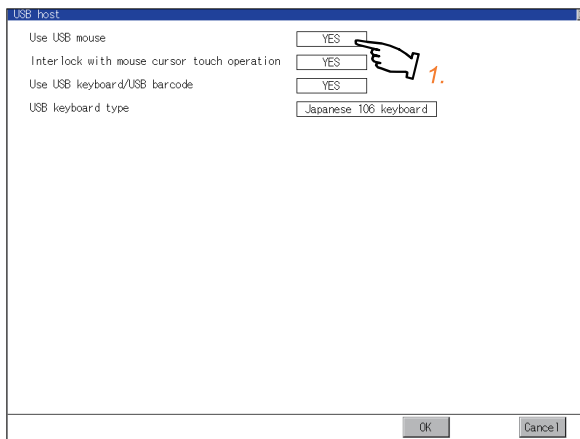 USB host
Use USB mouse YES
Interlock with mouse cursor touch operation YES
1.
Use USB keyboard/USB barcode YES
USB keyboard type Japanese 106 keyboard
OK Cancel